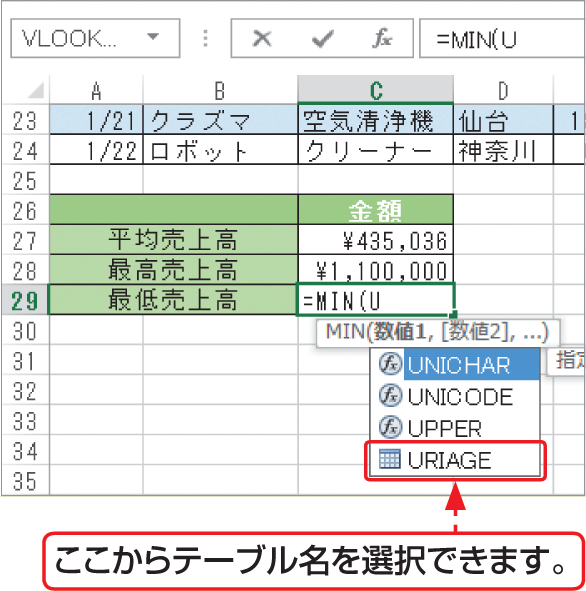 VLOOK... fx =MIN(U
A B C D
23 1/21 クラズマ 空気清浄機 仙台 1
24 1/22 ロボット クリーナー 神奈川
25
26 金額
27 平均売上高 ¥435,036
28 最高売上高 ¥1,100,000
29 最低売上高 =MIN(U
30 MIN(数値1, [数値2], ...)
31 fx UNICHAR 指定
32 fx UNICODE
33 fx UPPER
34 URIAGE
35
ここからテーブル名を選択できます。